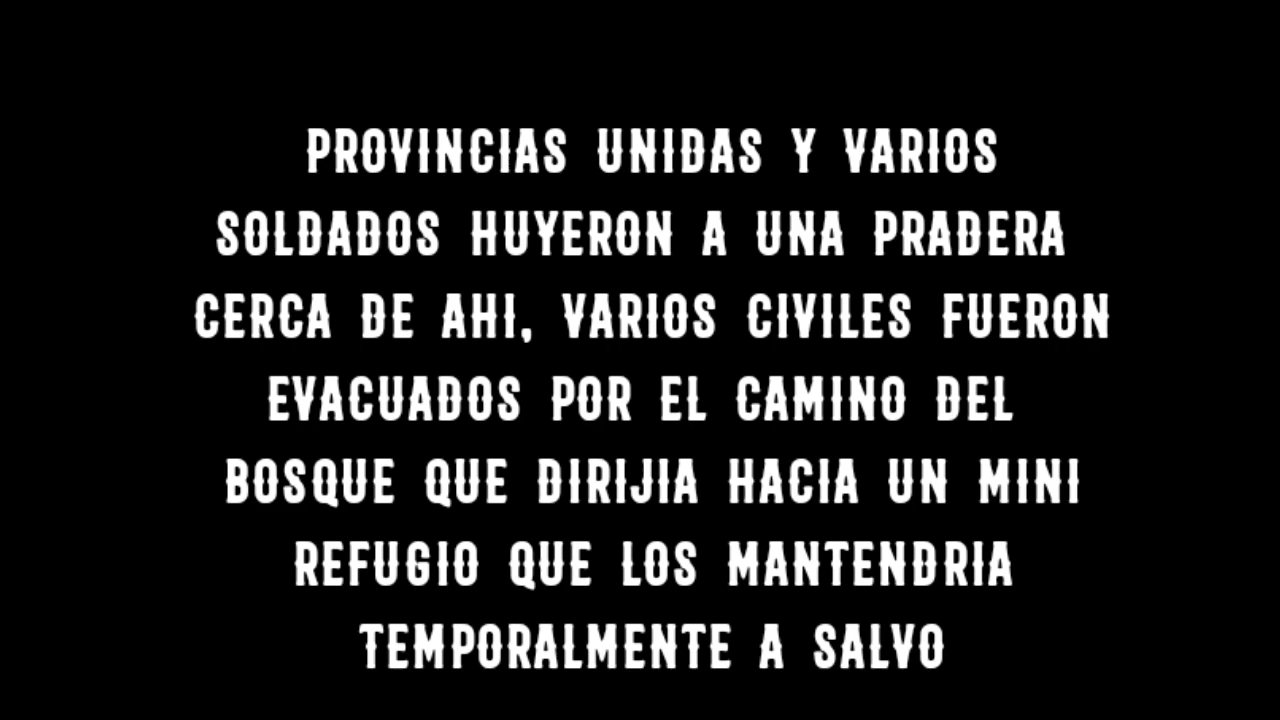 PROVINCIAS UNIDAS Y VARIOS
SOLDADOS HUYERON A UNA PRADERA
CERCA DE AHI, VARIOS CIVILES FUERON
EVACUADOS POR EL CAMINO DEL
BOSQUE QUE DIRIJIA HACIA UN MINI
REFUGIO QUE LOS MANTENDRIA
TEMPORALMENTE A SALVO